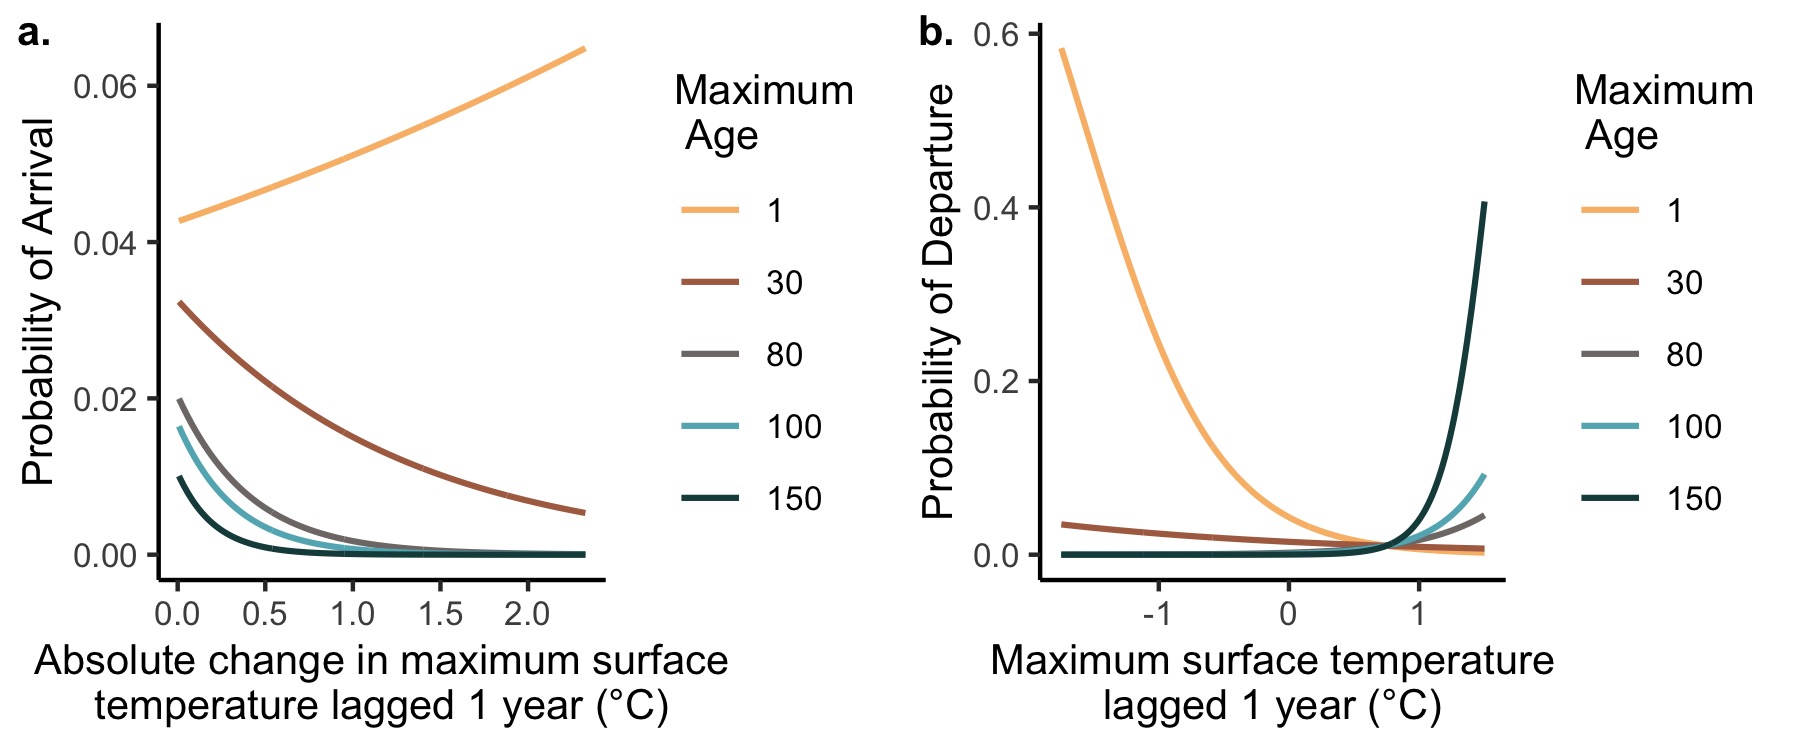 a.
0.06
0.04
0.02
0.00
Probability of Arrival
0.0 0.5 1.0 1.5 2.0
Absolute change in maximum surface
temperature lagged 1 year (°C)
Maximum
Age
1
30
80
100
150
b.
0.6
0.4
0.2
0.0
Probability of Departure
-1 0 1
Maximum surface temperature
lagged 1 year (°C)
Maximum
Age
1
30
80
100
150